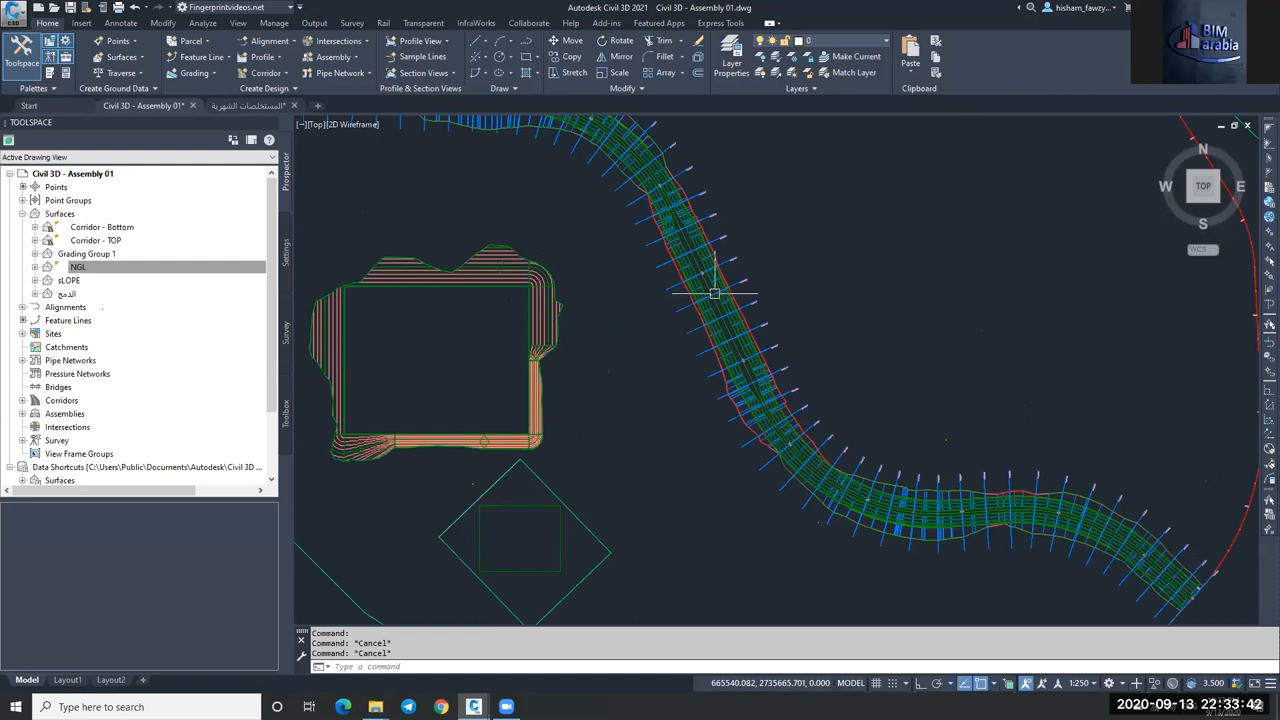 Fingerprintvideos.net
Autodesk Civil 3D 2021 Civil 3D - Assembly 01.dwg
hisham_fawzy...
Home Insert Annotate Modify Analyze View Manage Output Survey Rail Transparent InfraWorks Collaborate Help Add-ins Featured Apps Express Tools
Toolspace
Points
Surfaces
Traverse
Parcel
Feature Line
Grading
Alignment
Profile
Corridor
Intersections
Assembly
Pipe Network
Profile View
Sample Lines
Section Views
Move
Copy
Stretch
Rotate
Mirror
Scale
Trim
Fillet
Array
Layer
Properties
0
Make Current
Match Layer
Paste
Palettes
Create Ground Data
Create Design
Profile & Section Views
Draw
Modify
Layers
Clipboard
BIM
arabia
Start
Civil 3D - Assembly 01*
المستخلصات الشهرية*
TOOLSPACE
Active Drawing View
Civil 3D - Assembly 01
Points
Point Groups
Surfaces
Corridor - Bottom
Corridor - TOP
Grading Group 1
NGL
sLOPE
الدمج
Alignments
Feature Lines
Sites
Catchments
Pipe Networks
Pressure Networks
Bridges
Corridors
Assemblies
Intersections
Survey
View Frame Groups
Data Shortcuts [C:\Users\Public\Documents\Autodesk\Civil 3D ...
Surfaces
Prospector
Settings
Survey
Toolbox
[−][Top][2D Wireframe]
N
W TOP E
S
WCS
Command:
Command: *Cancel*
Command: *Cancel*
Type a command
Model Layout1 Layout2
665540.082, 2735665.701, 0.000 MODEL
1:250
3.500
Type here to search
2020-09-13 22:33:42